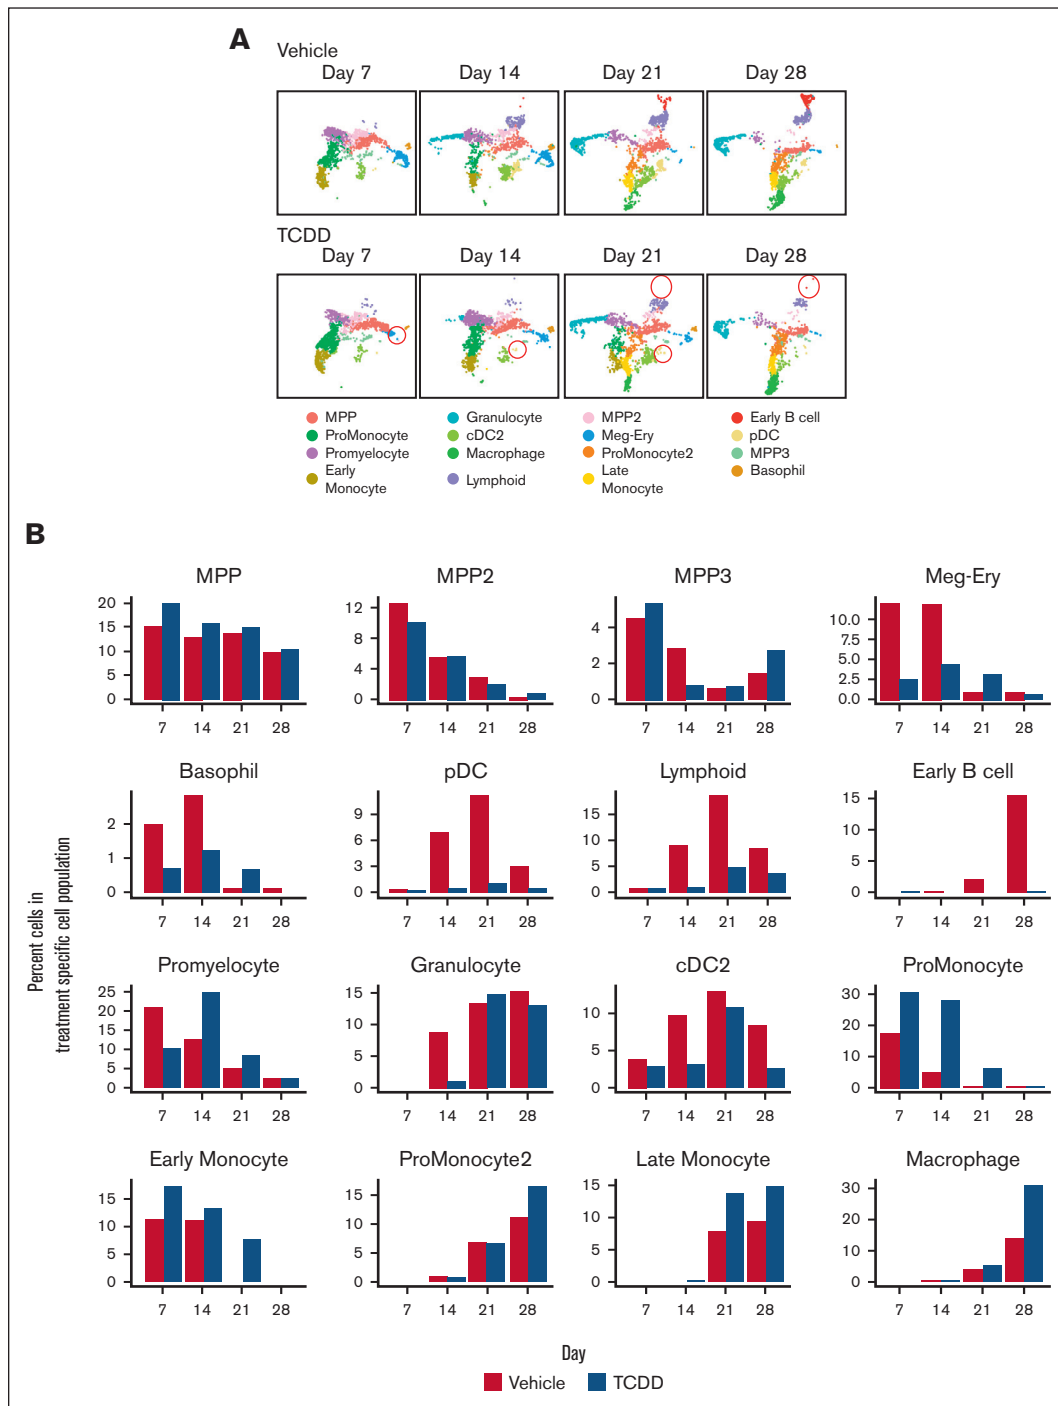 A
Vehicle
Day 7 Day 14 Day 21 Day 28
TCDD
Day 7 Day 14 Day 21 Day 28
MPP Granulocyte MPP2 Early B cell
ProMonocyte cDC2 Meg-Ery pDC
Promyelocyte Macrophage ProMonocyte2 MPP3
Early Monocyte Lymphoid Late Monocyte Basophil
B
Percent cells in
treatment specific cell population
MPP MPP2 MPP3 Meg-Ery
20 15 10 5 0
12 8 4 0
4 2 0
10.0 7.5 5.0 2.5 0.0
7 14 21 28 7 14 21 28 7 14 21 28 7 14 21 28
Basophil pDC Lymphoid Early B cell
2 1 0
9 6 3 0
15 10 5 0
15 10 5 0
7 14 21 28 7 14 21 28 7 14 21 28 7 14 21 28
Promyelocyte Granulocyte cDC2 ProMonocyte
25 20 15 10 5 0
15 10 5 0
10 5 0
30 20 10 0
7 14 21 28 7 14 21 28 7 14 21 28 7 14 21 28
Early Monocyte ProMonocyte2 Late Monocyte Macrophage
15 10 5 0
15 10 5 0
15 10 5 0
30 20 10 0
7 14 21 28 7 14 21 28 7 14 21 28 7 14 21 28
Day
Vehicle TCDD